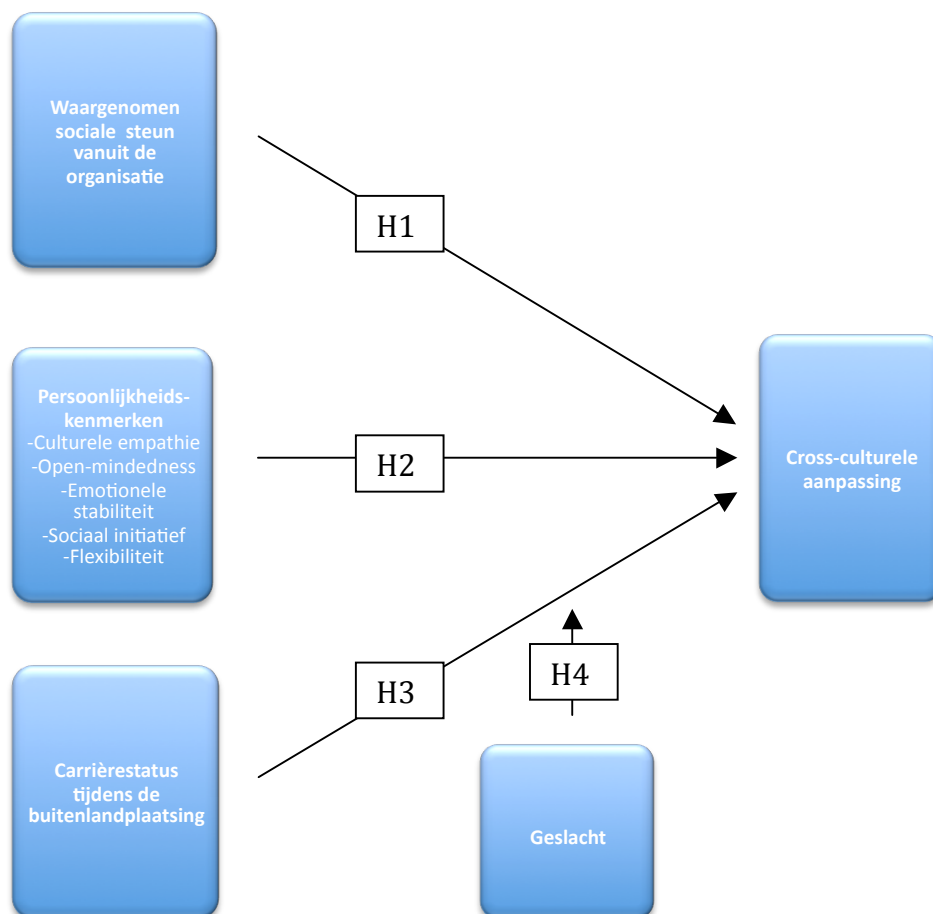 Waargenomen
sociale steun
vanuit de
organisatie
H1
Persoonlijkheids-
kenmerken
-Culturele empathie
-Open-mindedness
-Emotionele
stabiliteit
-Sociaal initiatief
-Flexibiliteit
H2
Cross-culturele
aanpassing
Carrièrestatus
tijdens de
buitenlandplaatsing
H3
H4
Geslacht